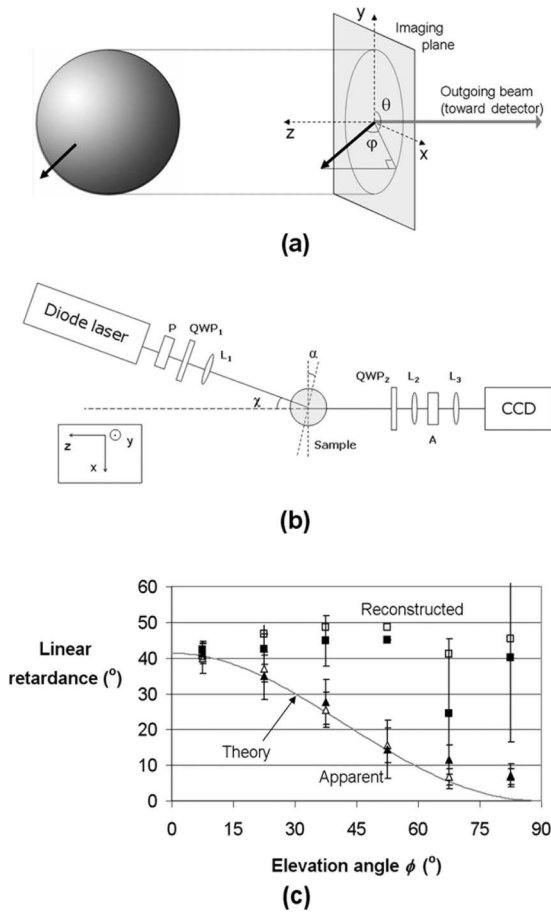 y
Imaging
plane
Outgoing beam
(toward detector)
θ
z
φ
x
(a)
Diode laser
P
QWP₁
L₁
α
χ
QWP₂
L₂
L₃
CCD
A
Sample
z
y
x
(b)
Linear
retardance (°)
60
50
40
30
20
10
0
Reconstructed
Theory
Apparent
0
15
30
45
60
75
90
Elevation angle ϕ (°)
(c)